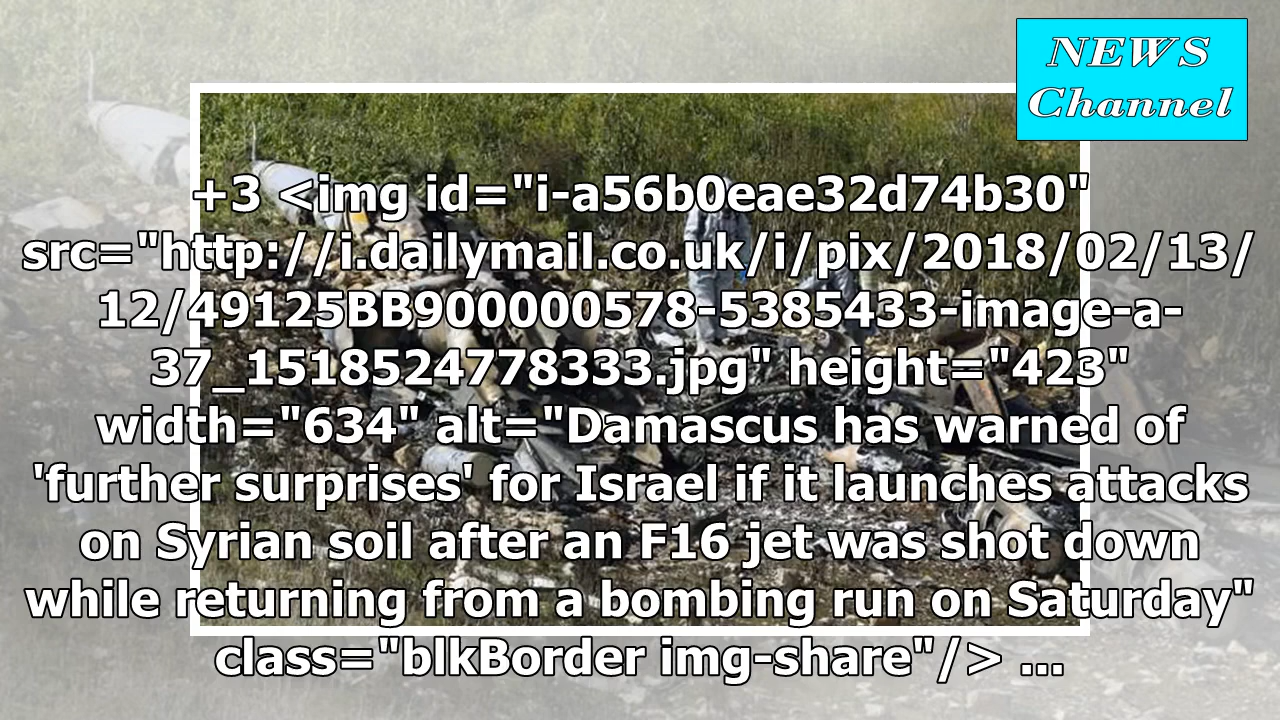 NEWS
Channel
+3 <img id="i-a56b0eae32d74b30"
src="http://i.dailymail.co.uk/i/pix/2018/02/13/
12/49125BB900000578-5385433-image-a-
37_1518524778333.jpg" height="423"
width="634" alt="Damascus has warned of
'further surprises' for Israel if it launches attacks
on Syrian soil after an F16 jet was shot down
while returning from a bombing run on Saturday"
class="blkBorder img-share"/> ...